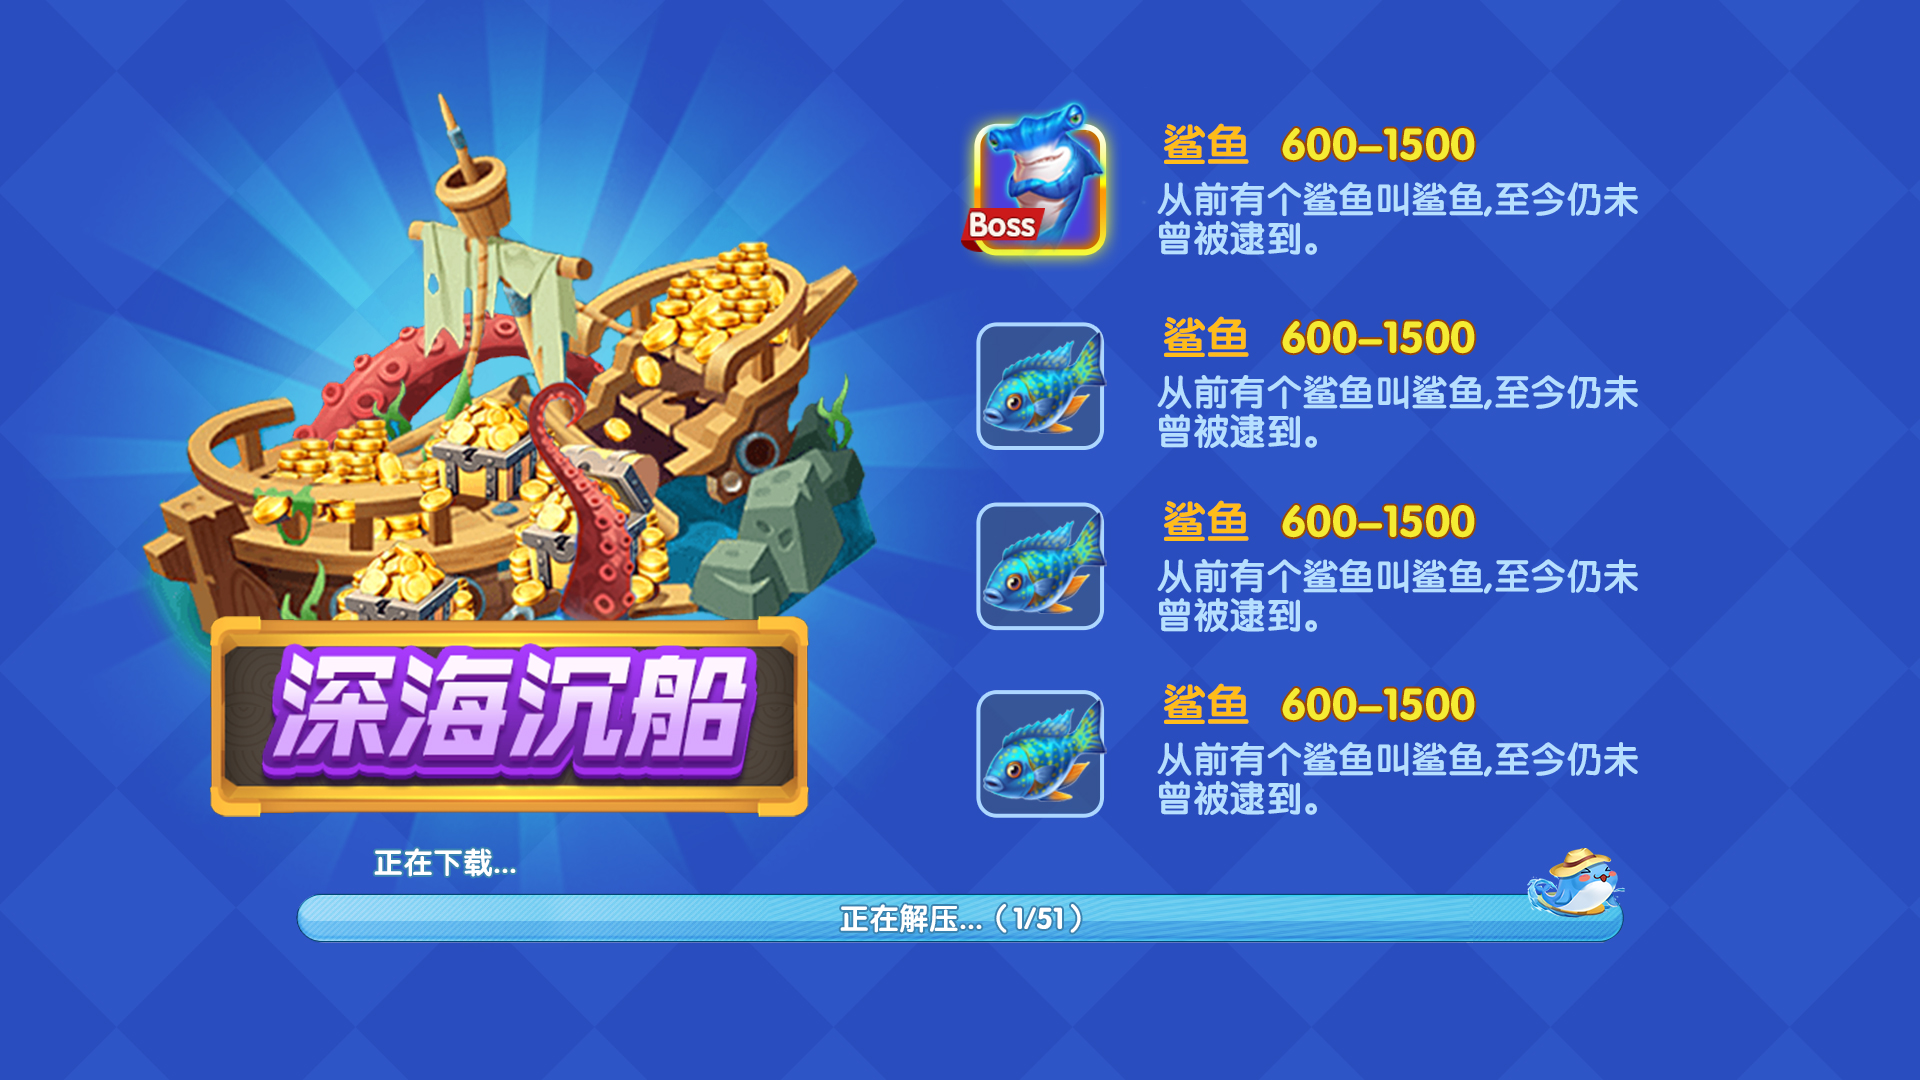 深海沉船
Boss
鲨鱼 600-1500
从前有个鲨鱼叫鲨鱼,至今仍未
曾被逮到。
鲨鱼 600-1500
从前有个鲨鱼叫鲨鱼,至今仍未
曾被逮到。
鲨鱼 600-1500
从前有个鲨鱼叫鲨鱼,至今仍未
曾被逮到。
鲨鱼 600-1500
从前有个鲨鱼叫鲨鱼,至今仍未
曾被逮到。
正在下载...
正在解压...（1/51）